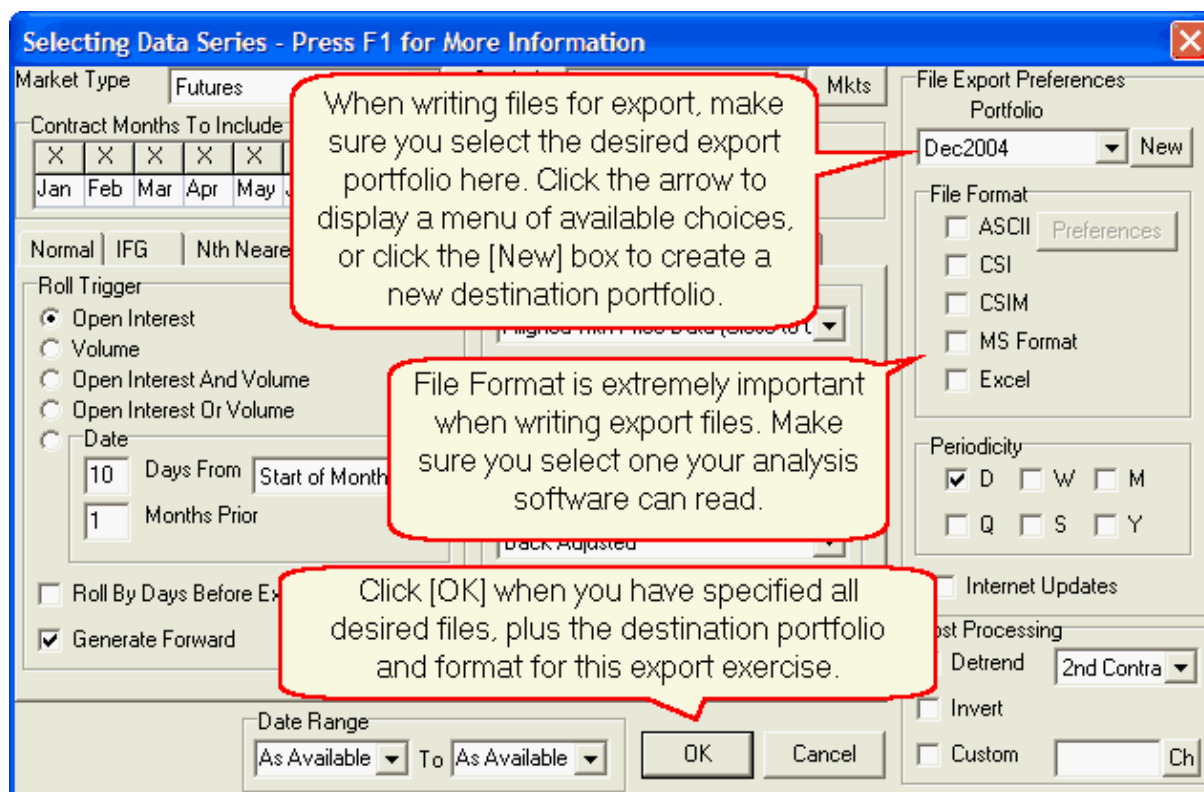 Selecting Data Series - Press F1 for More Information
Market Type
Futures
Mkts
Contract Months To Include
X X X X X
Jan Feb Mar Apr May
Normal IFG Nth Neare
Roll Trigger
Open Interest
Volume
Open Interest And Volume
Open Interest Or Volume
Date
10 Days From Start of Month
1 Months Prior
Roll By Days Before Ex
Generate Forward
When writing files for export, make
sure you select the desired export
portfolio here. Click the arrow to
display a menu of available choices,
or click the [New] box to create a
new destination portfolio.
File Format is extremely important
when writing export files. Make
sure you select one your analysis
software can read.
Back Adjusted
Click [OK] when you have specified all
desired files, plus the destination portfolio
and format for this export exercise.
Date Range
As Available To As Available
OK
Cancel
File Export Preferences
Portfolio
Dec2004
New
File Format
ASCII Preferences
CSI
CSIM
MS Format
Excel
Periodicity
D W M
Q S Y
Internet Updates
ost Processing
Detrend 2nd Contra
Invert
Custom Ch